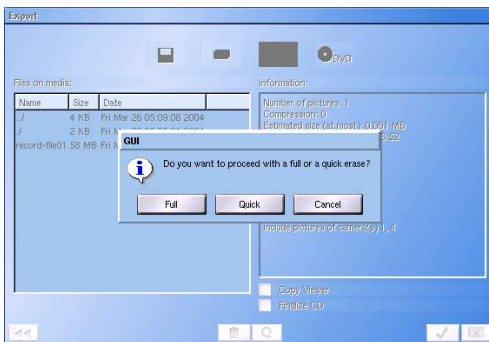 Export
DVD
Files on media:
Information:
Name Size Date
../ 4 KB Fri Mar 26 05:09:06 2004
./ 2 KB Fri
record-file01 58 MB Fri
Number of pictures: 1
Compression: 0
Estimated size (at most): 0.061 MB
GUI
Do you want to proceed with a full or a quick erase?
Full Quick Cancel
Include pictures of camera(s) 1, 4
Copy Viewer
Finalize CD